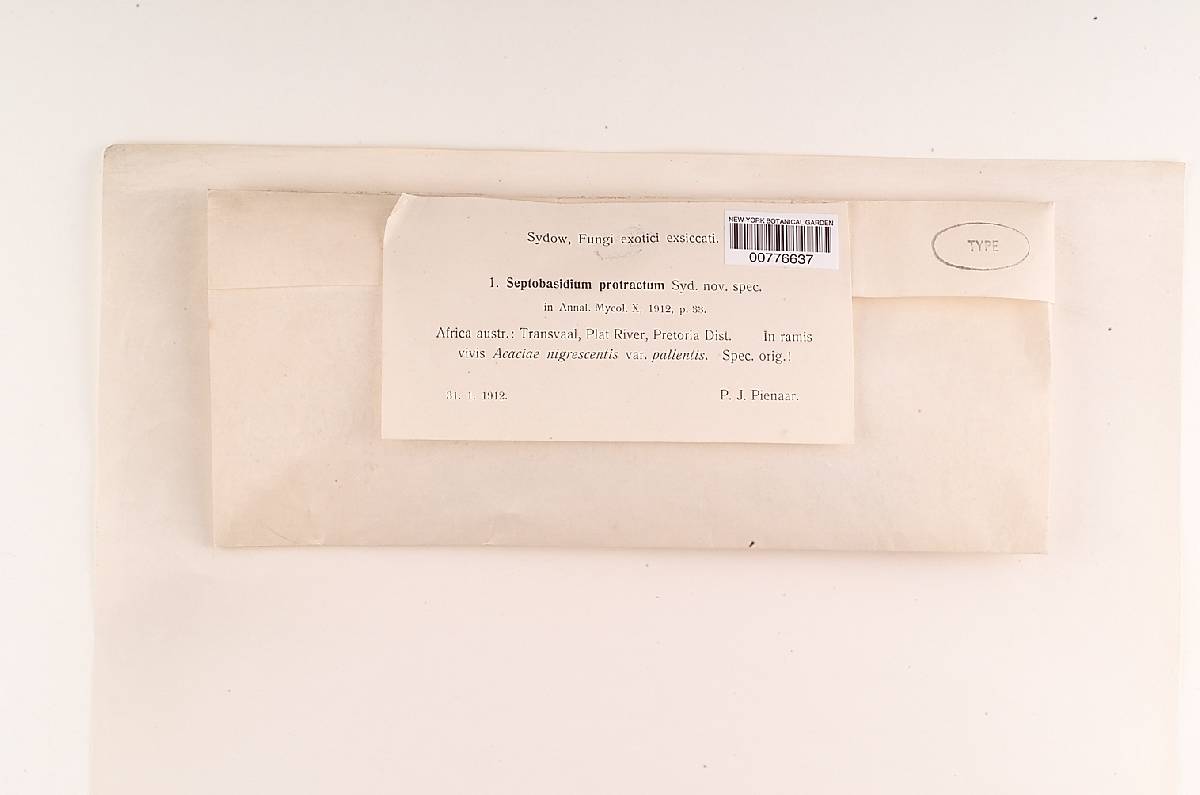 NEW YORK BOTANICAL GARDEN
00776637
TYPE
Sydow, Fungi exotici exsiccati.
1. Septobasidium protractum Syd. nov. spec.
in Annal. Mycol. X, 1912, p.
Africa austr.: Transvaal, Plat River, Pretoria Dist. In ramis
vivis Acaciae nigrescentis var. pallentis. Spec. orig.!
31. 1. 1912. P. J. Pienaar.